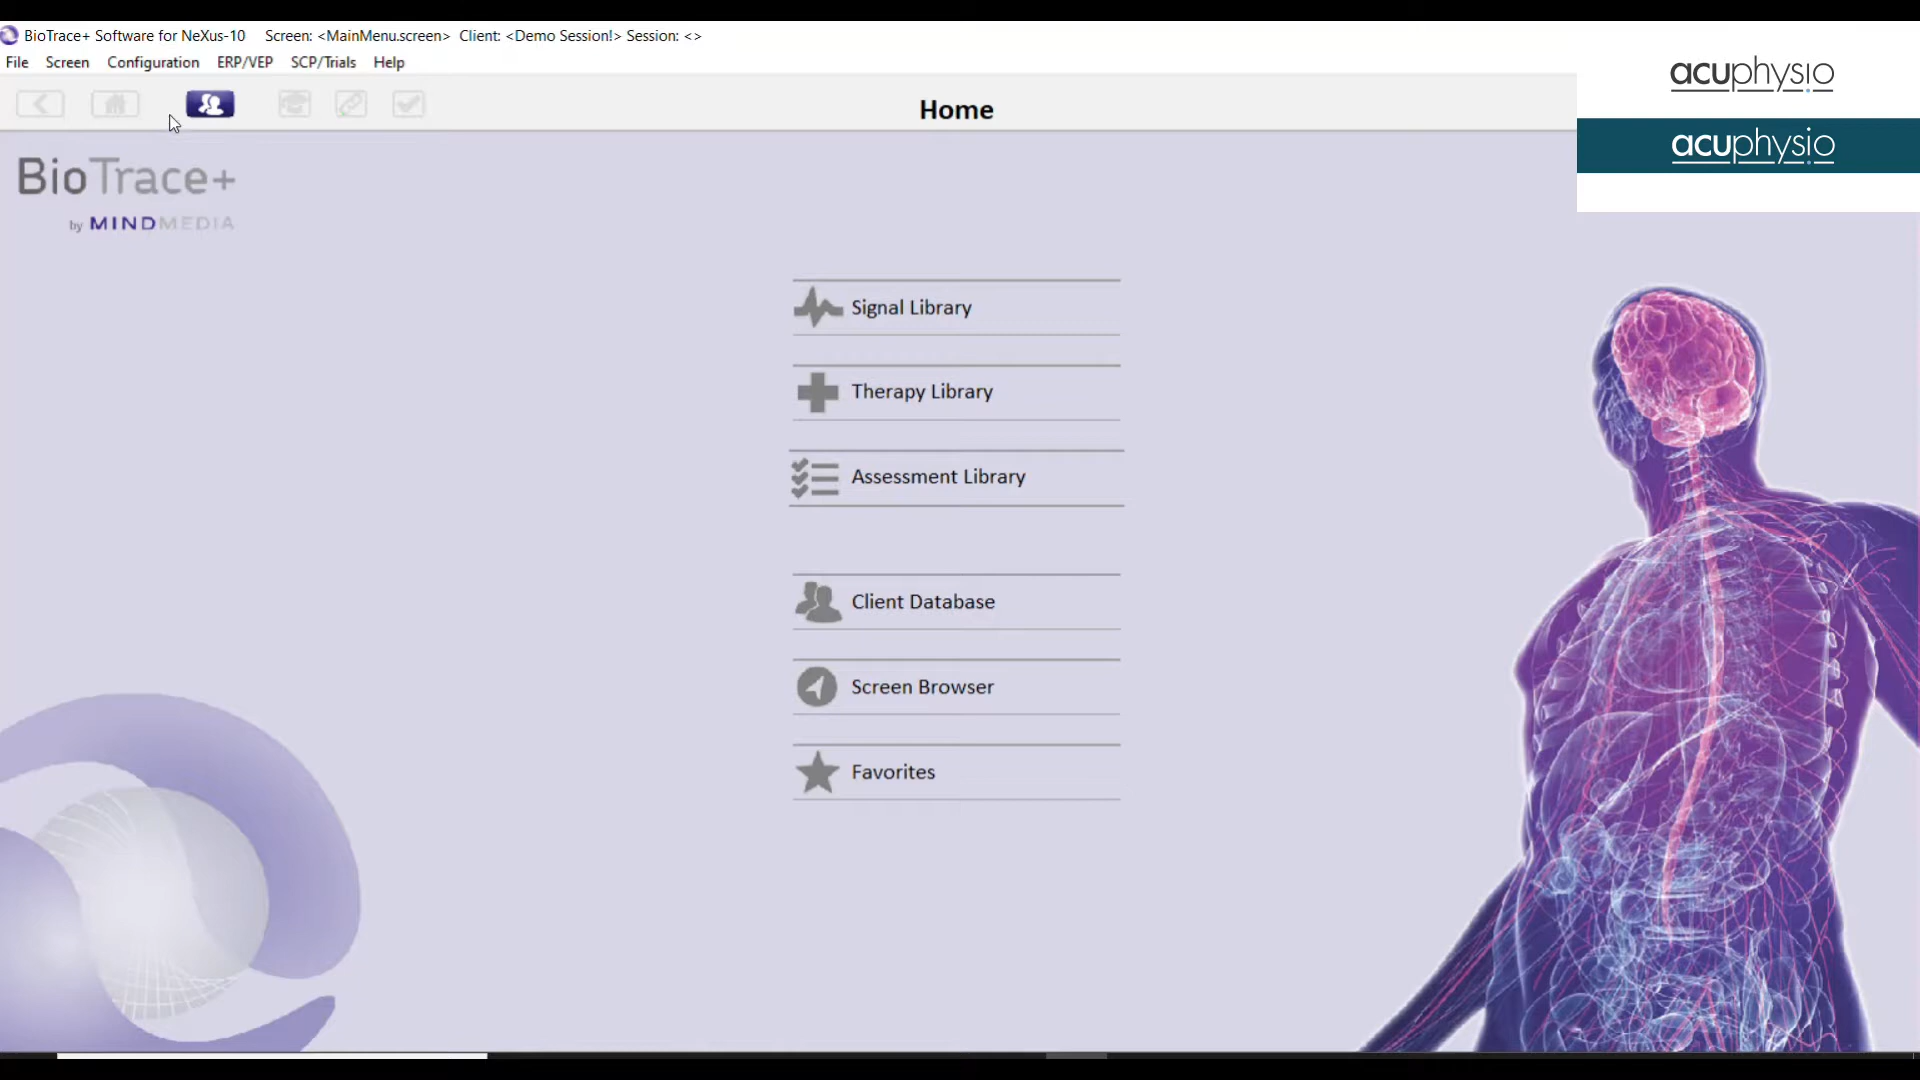 BioTrace+ Software for NeXus-10 Screen: <MainMenu.screen> Client: <Demo Session!> Session: <>
File Screen Configuration ERP/VEP SCP/Trials Help
Home
acuphysio
acuphysio
BioTrace+
by MINDMEDIA
Signal Library
Therapy Library
Assessment Library
Client Database
Screen Browser
Favorites